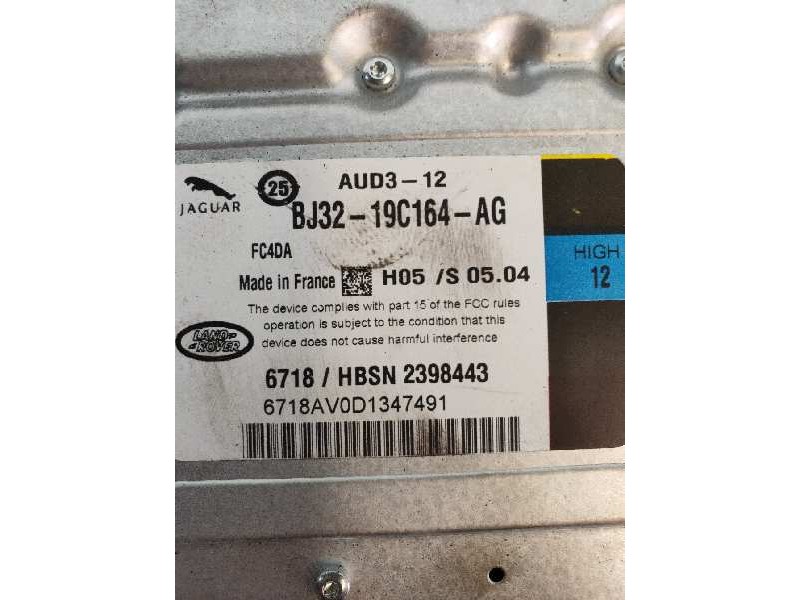 AUD3-12
JAGUAR
25
BJ32-19C164-AG
FC4DA
HIGH
12
Made in France
H05 /S 05.04
The device complies with part 15 of the FCC rules
operation is subject to the condition that this
device does not cause harmful interference
LAND-
-ROVER
6718 / HBSN 2398443
6718AV0D1347491